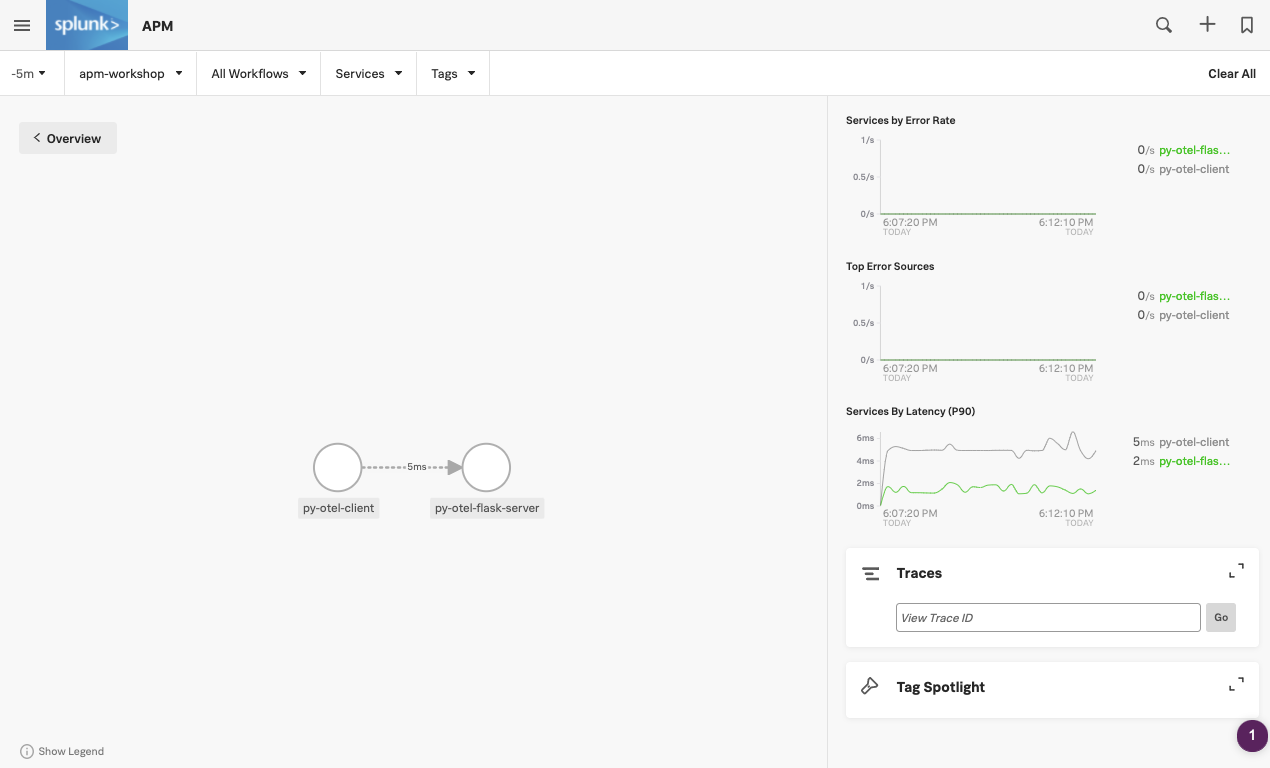 splunk> APM
-5m apm-workshop All Workflows Services Tags Clear All
< Overview
5ms
py-otel-client py-otel-flask-server
Show Legend
Services by Error Rate
1/s
0.5/s
0/s
6:07:20 PM 6:12:10 PM
TODAY TODAY
0/s py-otel-flas...
0/s py-otel-client
Top Error Sources
1/s
0.5/s
0/s
6:07:20 PM 6:12:10 PM
TODAY TODAY
0/s py-otel-flas...
0/s py-otel-client
Services By Latency (P90)
6ms
4ms
2ms
0ms
6:07:20 PM 6:12:10 PM
TODAY TODAY
5ms py-otel-client
2ms py-otel-flas...
Traces
View Trace ID Go
Tag Spotlight
1